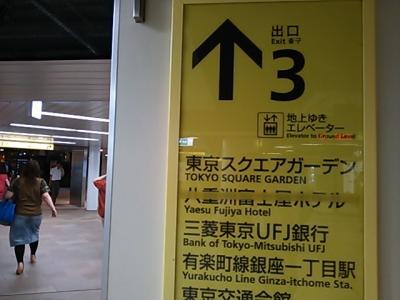 出口
Exit
3
地上ゆき
エレベーター
Elevator to Ground Level
東京スクエアガーデン
TOKYO SQUARE GARDEN
八重洲富士屋ホテル
Yaesu Fujiya Hotel
三菱東京UFJ銀行
Bank of Tokyo-Mitsubishi UFJ
有楽町線銀座一丁目駅
Yurakucho Line Ginza-itchome Sta.
東京交通会館